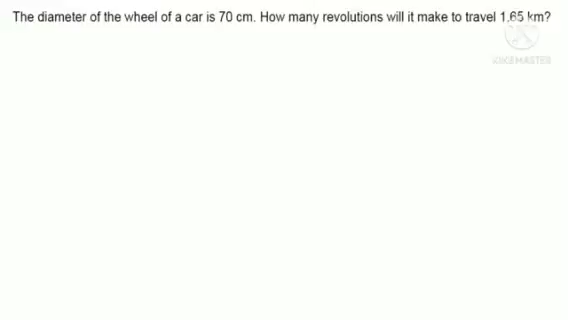 The diameter of the wheel of a car is 70 cm. How many revolutions will it make to travel 1.65 km?
KINEMASTER